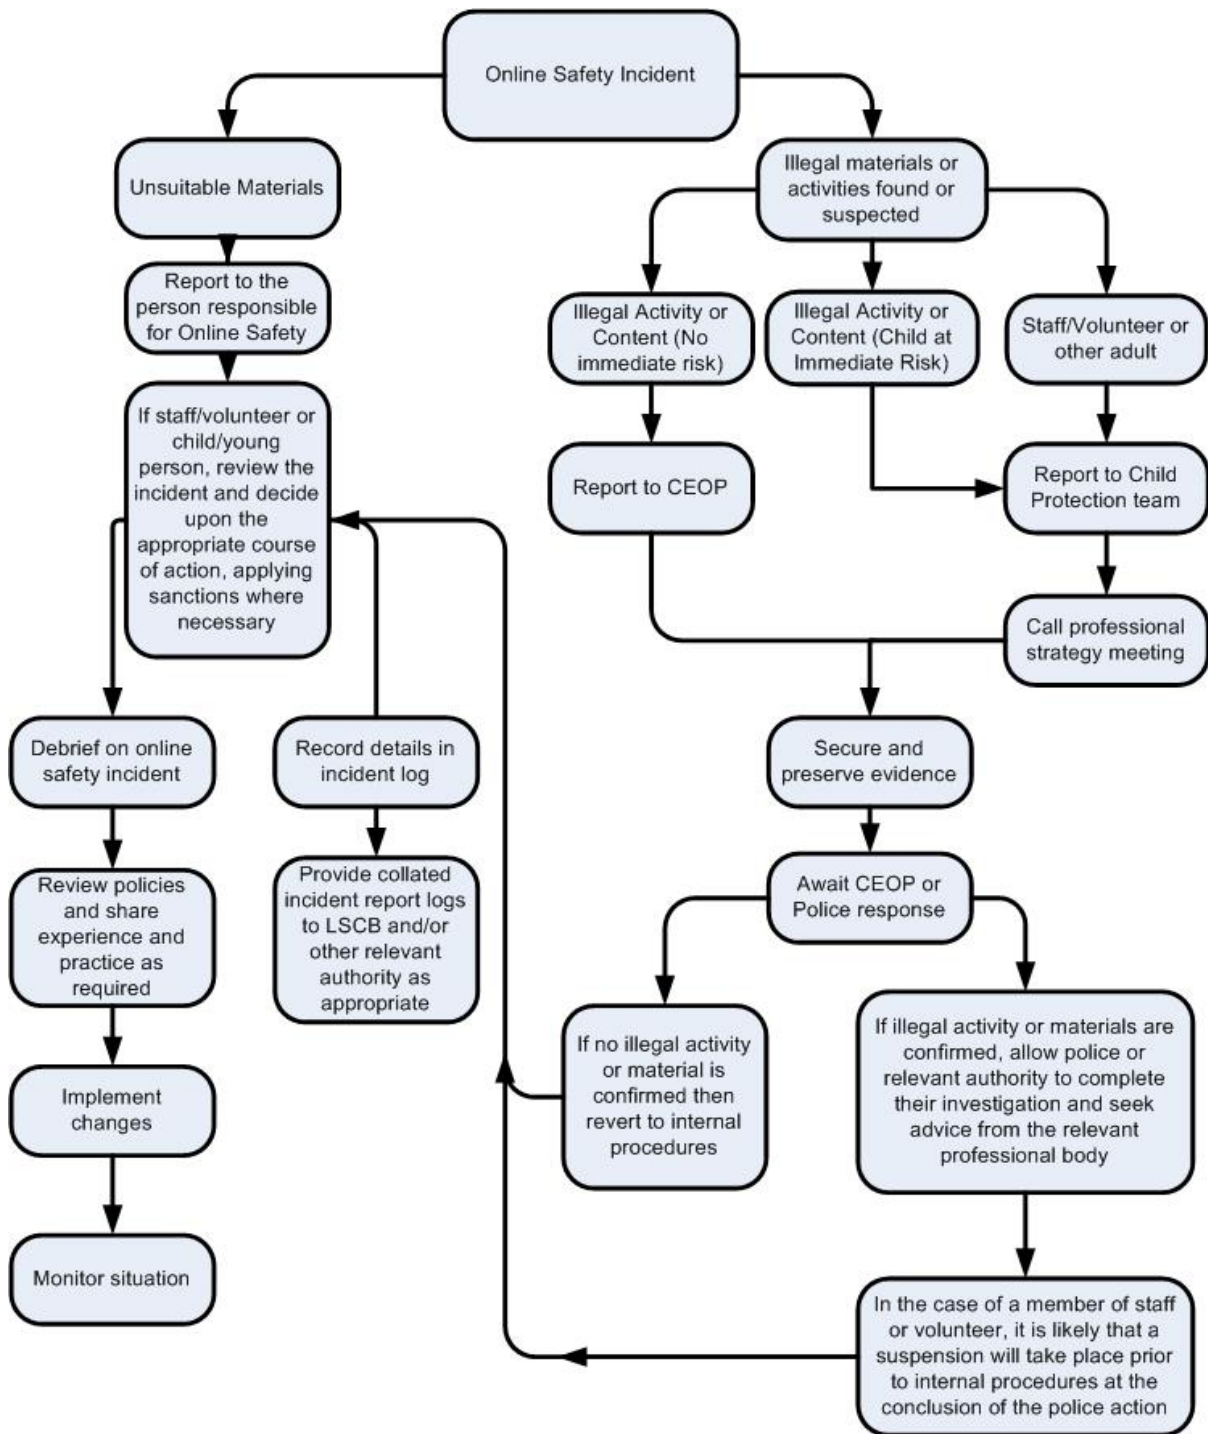 Online Safety Incident
Unsuitable Materials
Illegal materials or
activities found or
suspected
Report to the
person responsible
for Online Safety
Illegal Activity or
Content (No
immediate risk)
Illegal Activity or
Content (Child at
Immediate Risk)
Staff/Volunteer or
other adult
If staff/volunteer or
child/young
person, review the
incident and decide
upon the
appropriate course
of action, applying
sanctions where
necessary
Report to CEOP
Report to Child
Protection team
Call professional
strategy meeting
Debrief on online
safety incident
Record details in
incident log
Secure and
preserve evidence
Review policies
and share
experience and
practice as
required
Provide collated
incident report logs
to LSCB and/or
other relevant
authority as
appropriate
Await CEOP or
Police response
If no illegal activity
or material is
confirmed then
revert to internal
procedures
If illegal activity or materials are
confirmed, allow police or
relevant authority to complete
their investigation and seek
advice from the relevant
professional body
Implement
changes
Monitor situation
In the case of a member of staff
or volunteer, it is likely that a
suspension will take place prior
to internal procedures at the
conclusion of the police action